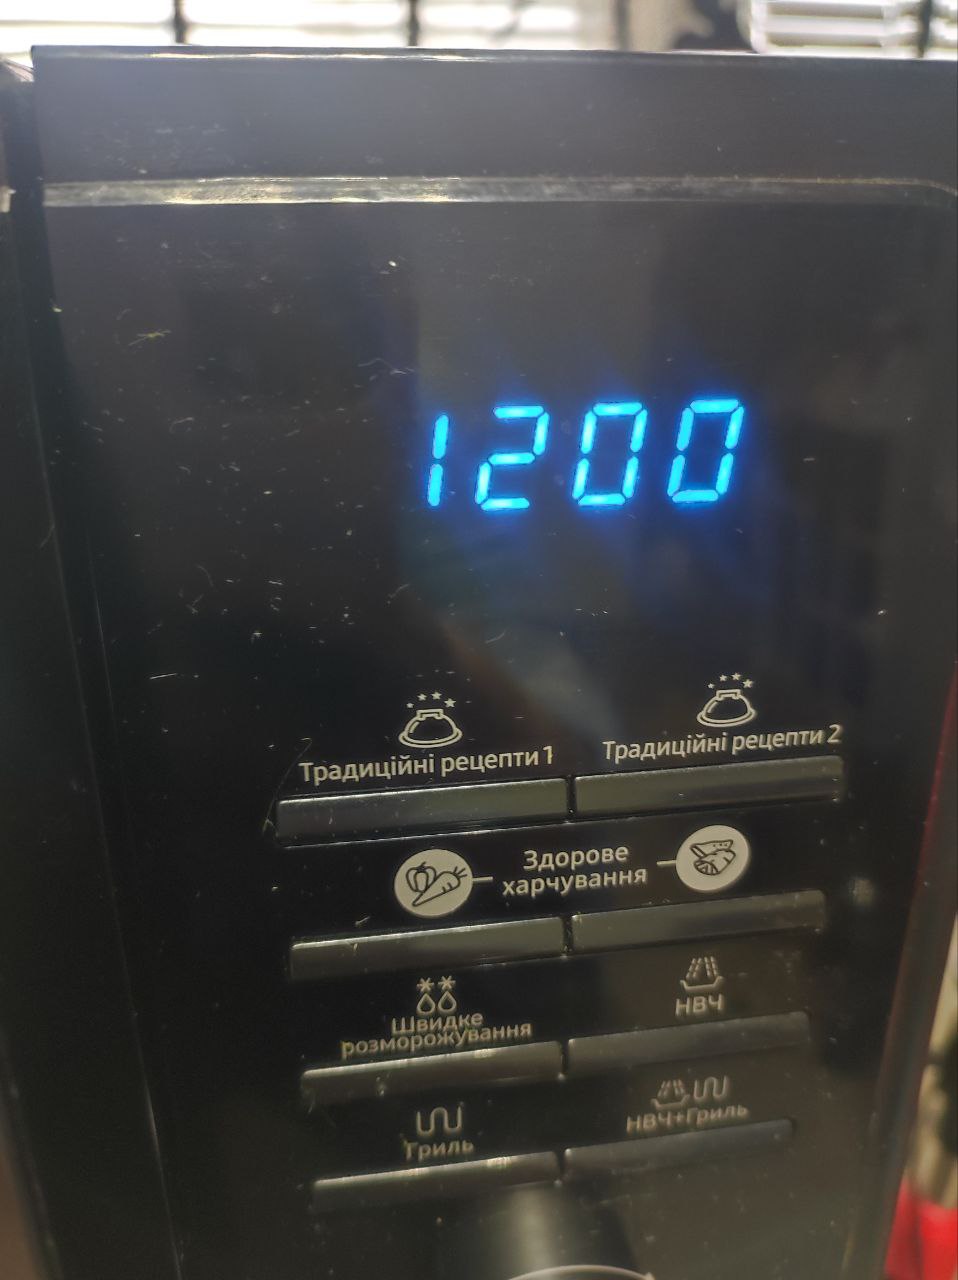 1200
Традиційні рецепти 1
Традиційні рецепти 2
Здорове
харчування
Швидке
розморожування
НВЧ
Гриль
НВЧ+Гриль